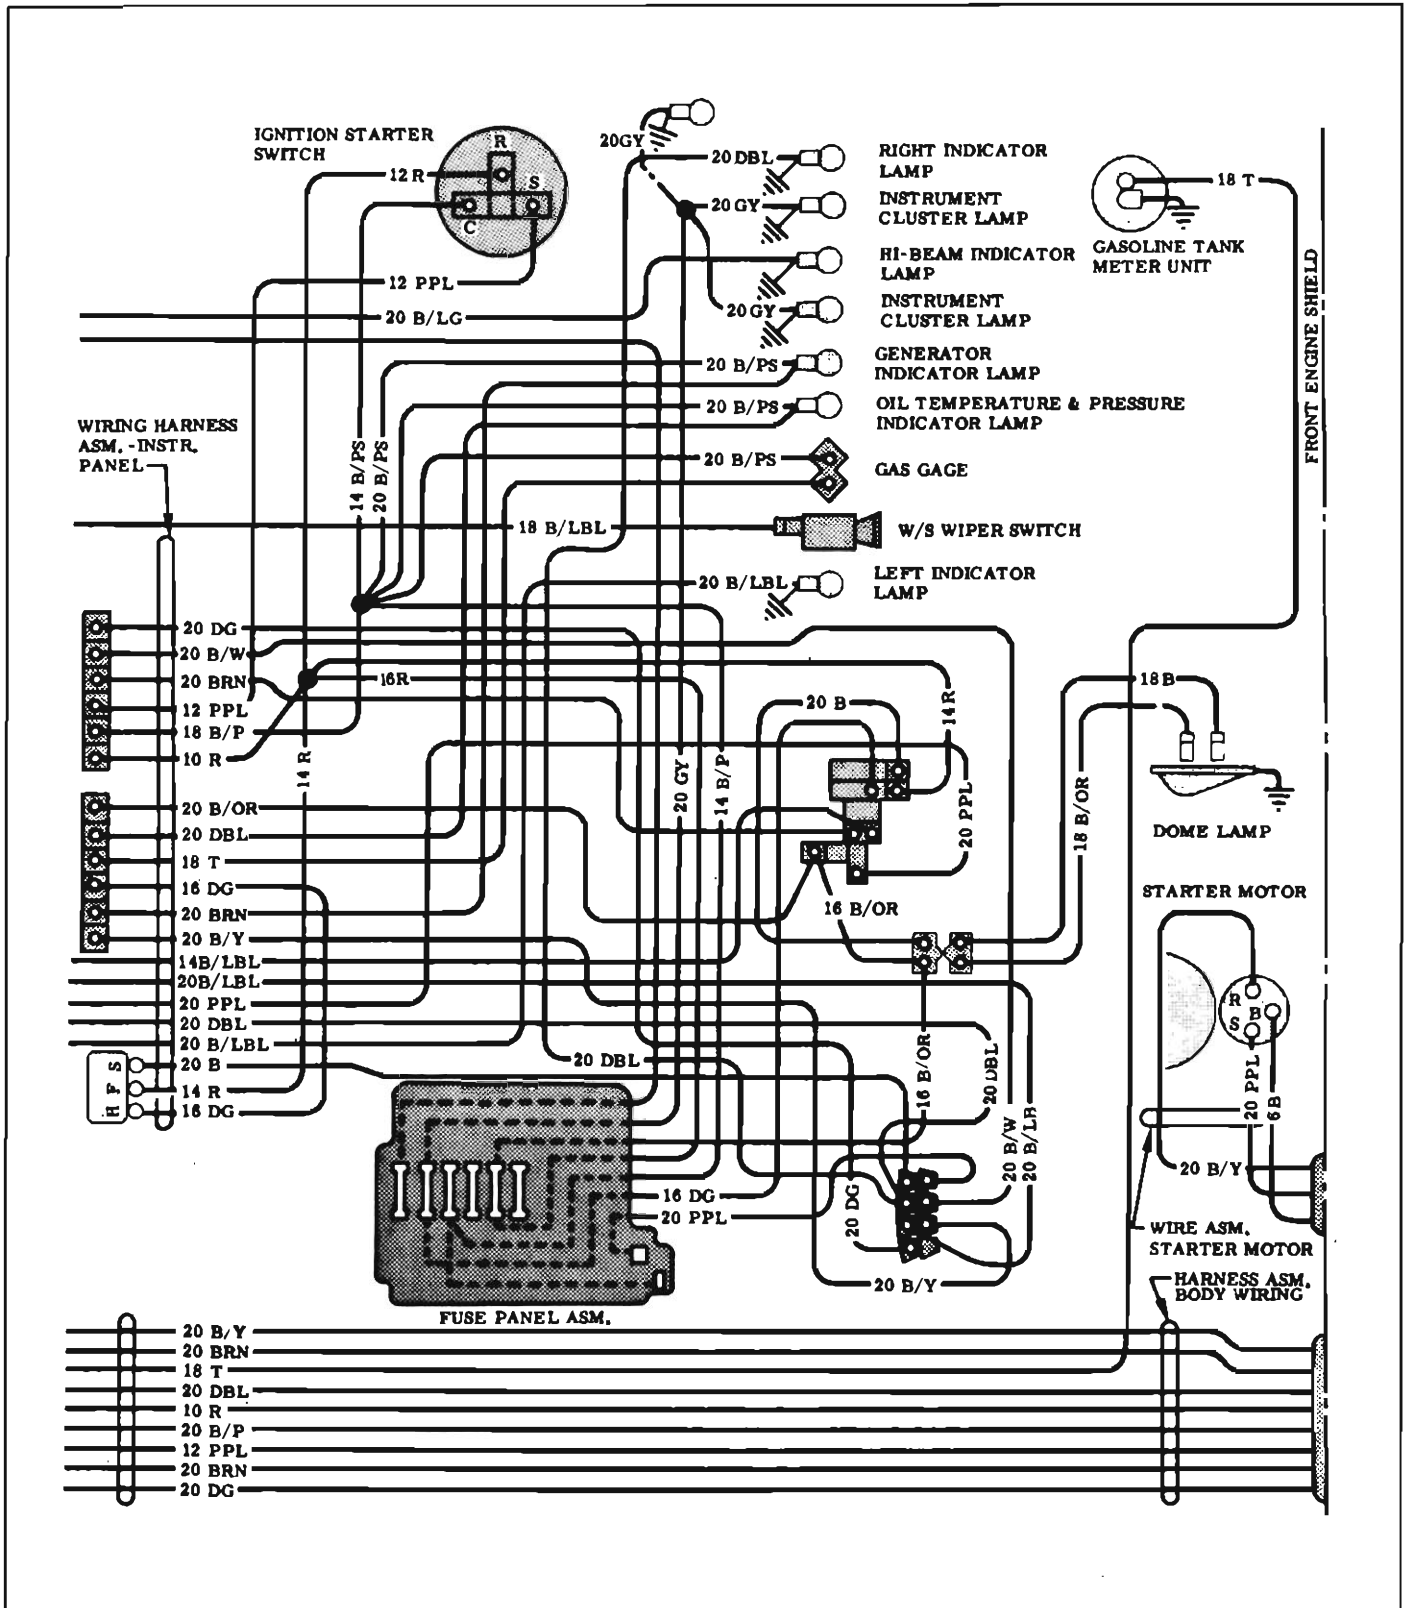 IGNITION STARTER
SWITCH
R
S
C
12 R
12 PPL
20 B/LG
20GY
20 DBL
RIGHT INDICATOR
LAMP
20 GY
INSTRUMENT
CLUSTER LAMP
HI-BEAM INDICATOR
LAMP
20 GY
INSTRUMENT
CLUSTER LAMP
20 B/PS
GENERATOR
INDICATOR LAMP
20 B/PS
OIL TEMPERATURE & PRESSURE
INDICATOR LAMP
20 B/PS
GAS GAGE
18 B/LBL
W/S WIPER SWITCH
20 B/LBL
LEFT INDICATOR
LAMP
18 T
GASOLINE TANK
METER UNIT
FRONT ENGINE SHIELD
WIRING HARNESS
ASM. -INSTR.
PANEL
14 B/PS
20 B/PS
20 DG
20 B/W
20 BRN
12 PPL
18 B/P
10 R
16R
14 R
20 B/OR
20 DBL
18 T
16 DG
20 BRN
20 B/Y
14B/LBL
20B/LBL
20 PPL
20 DBL
20 B/LBL
20 B
14 R
16 DG
S
F
H
20 GY
14 B/P
20 B
14 R
20 PPL
16 B/OR
18B
18 B/OR
DOME LAMP
STARTER MOTOR
R
B
S
20 PPL
6 B
20 B/Y
WIRE ASM.
STARTER MOTOR
HARNESS ASM.
BODY WIRING
20 DBL
16 B/OR
20 DBL
20 B/W
20 B/LB
16 DG
20 PPL
20 DG
20 B/Y
FUSE PANEL ASM.
20 B/Y
20 BRN
18 T
20 DBL
10 R
20 B/P
12 PPL
20 BRN
20 DG